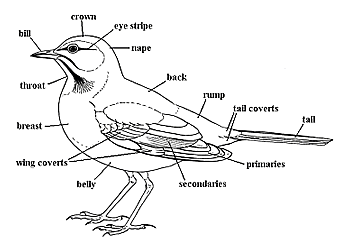 crown
bill
eye stripe
nape
throat
back
rump
tail coverts
tail
breast
wing coverts
primaries
belly
secondaries